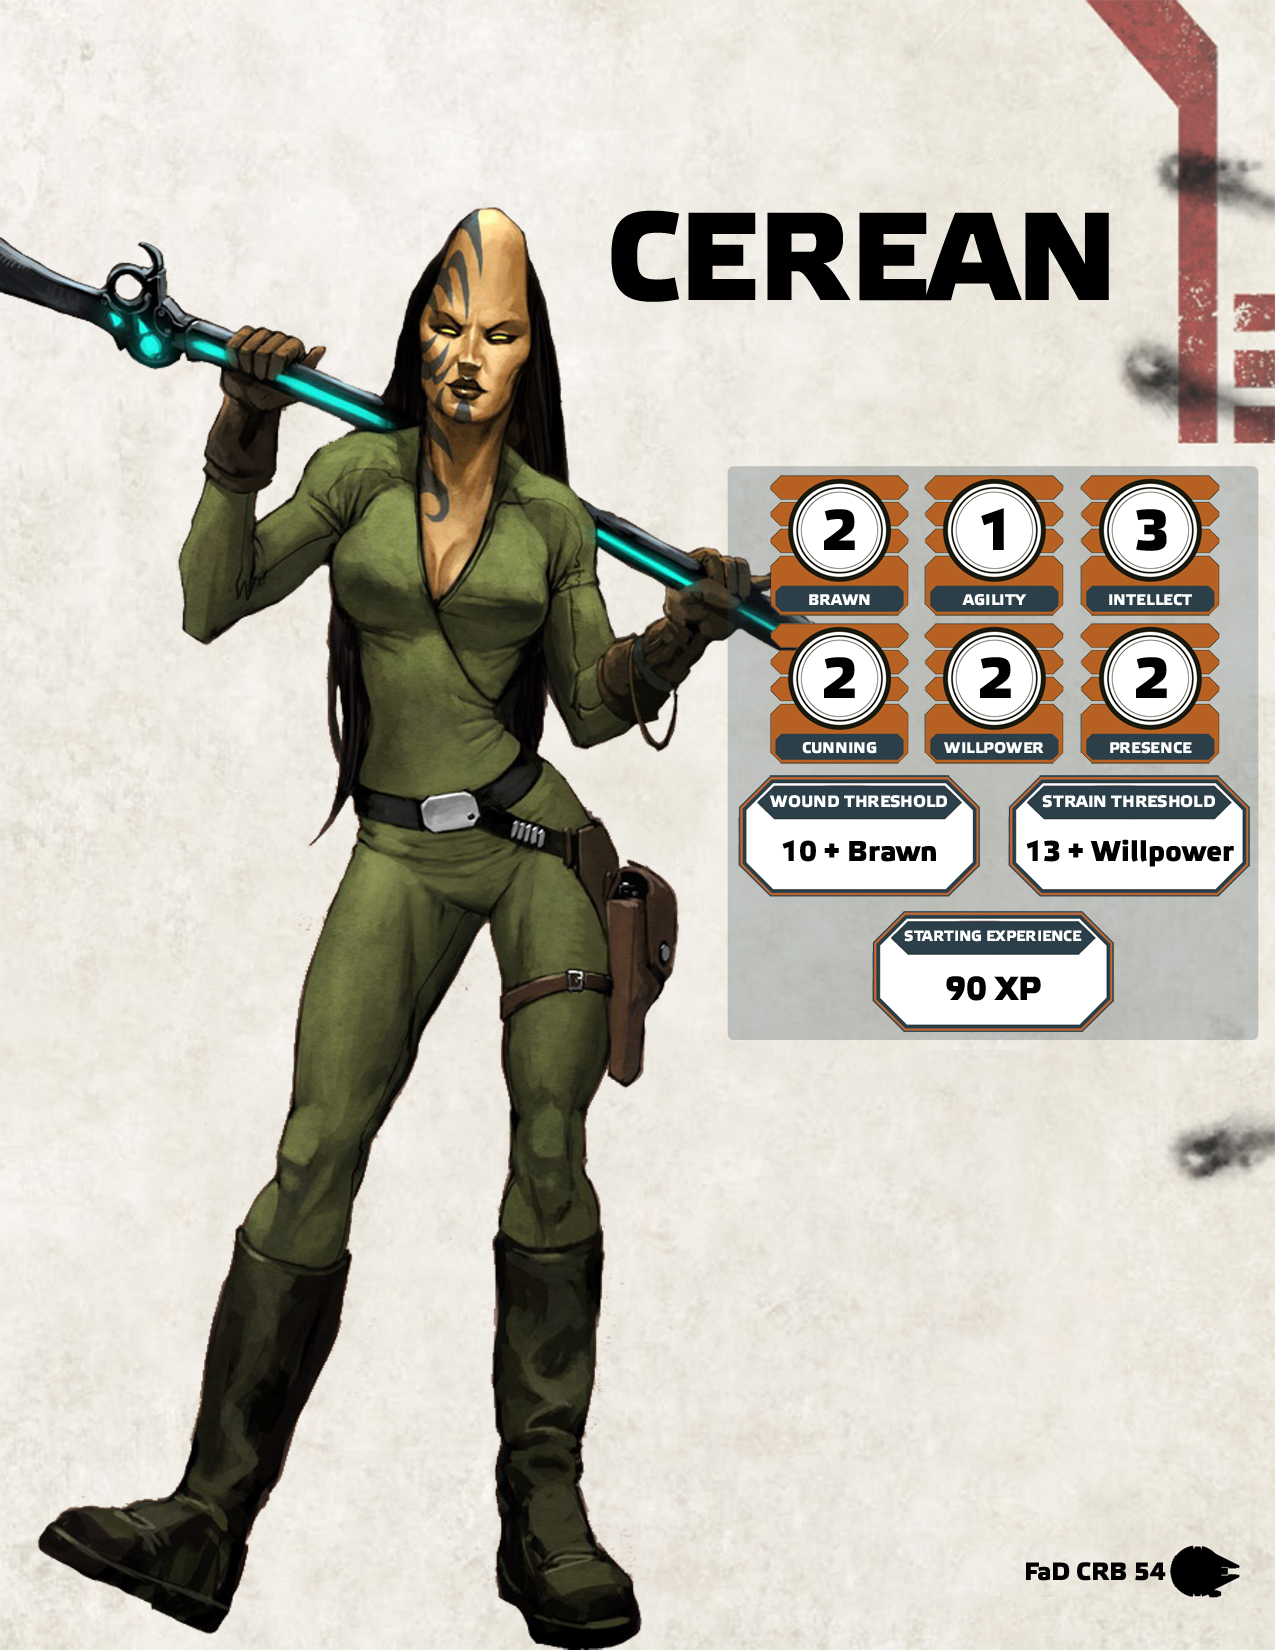 CEREAN
2 1 3
BRAWN AGILITY INTELLECT
2 2 2
CUNNING WILLPOWER PRESENCE
WOUND THRESHOLD STRAIN THRESHOLD
10 + Brawn 13 + Willpower
STARTING EXPERIENCE
90 XP
FaD CRB 54